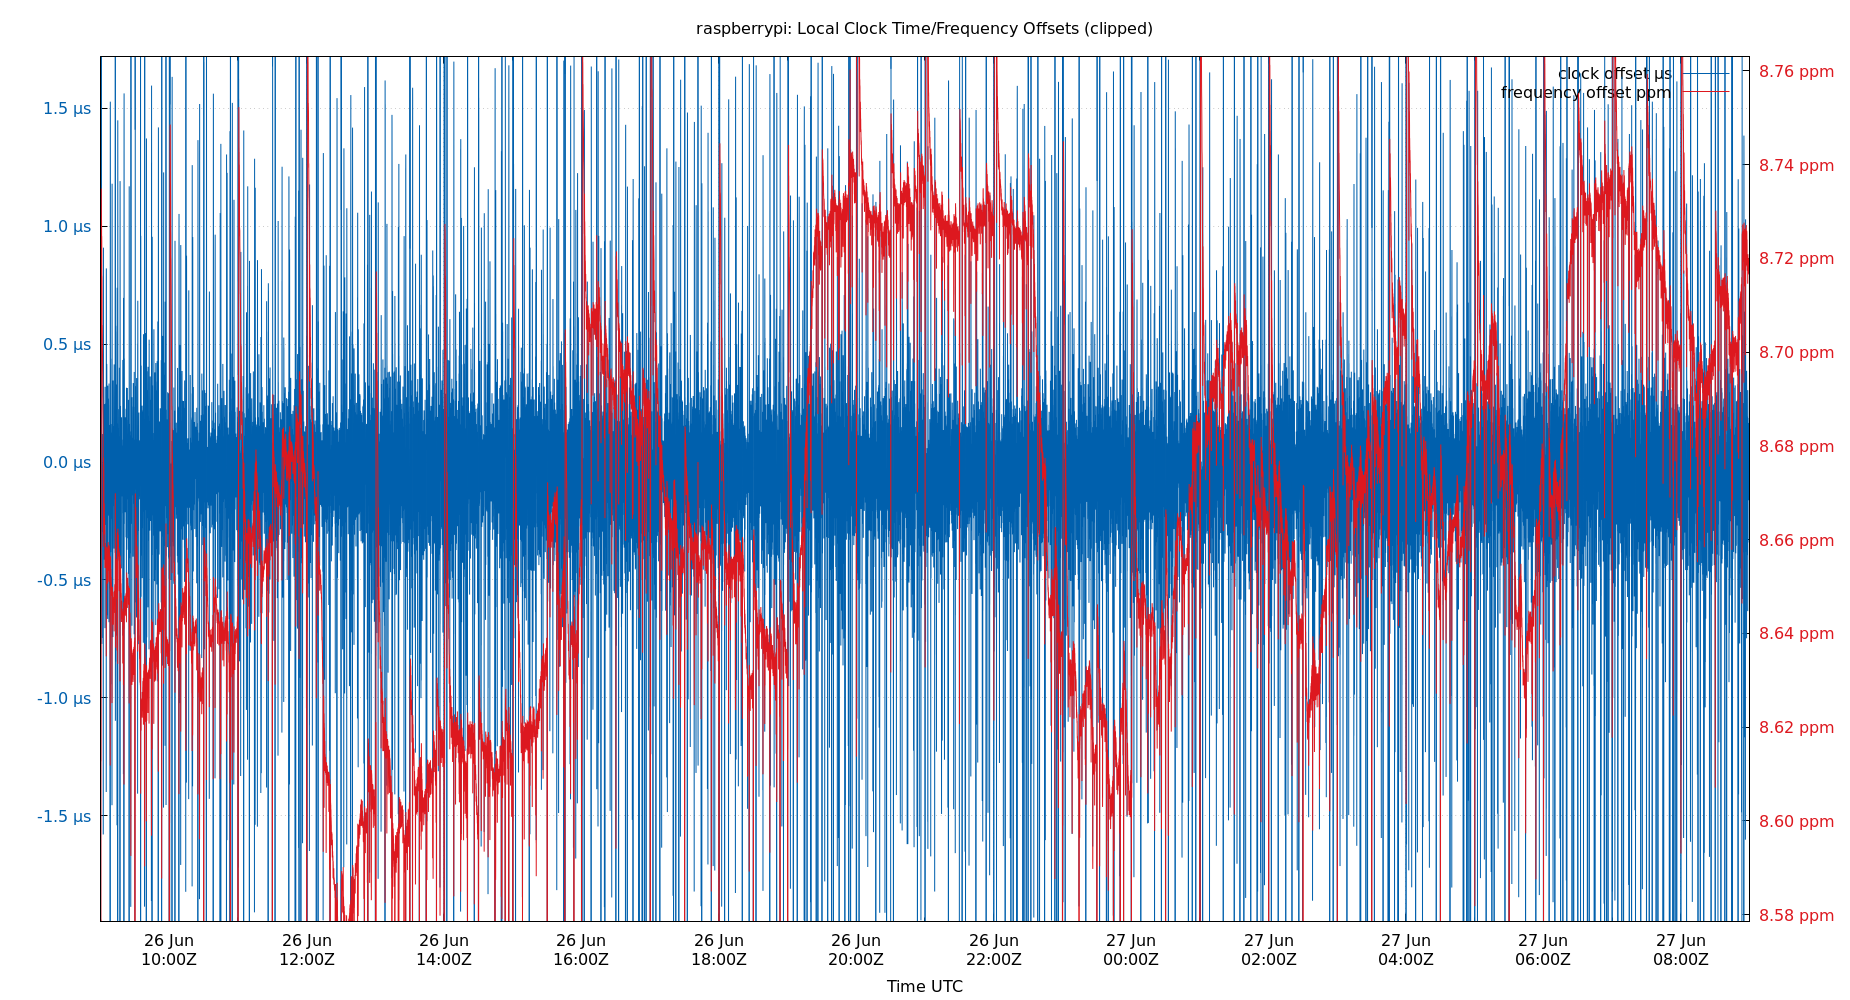 raspberrypi: Local Clock Time/Frequency Offsets (clipped)
clock offset µs
frequency offset ppm
1.5 µs
1.0 µs
0.5 µs
0.0 µs
-0.5 µs
-1.0 µs
-1.5 µs
8.76 ppm
8.74 ppm
8.72 ppm
8.70 ppm
8.68 ppm
8.66 ppm
8.64 ppm
8.62 ppm
8.60 ppm
8.58 ppm
26 Jun 26 Jun 26 Jun 26 Jun 26 Jun 26 Jun 26 Jun 27 Jun 27 Jun 27 Jun 27 Jun 27 Jun
10:00Z 12:00Z 14:00Z 16:00Z 18:00Z 20:00Z 22:00Z 00:00Z 02:00Z 04:00Z 06:00Z 08:00Z
Time UTC